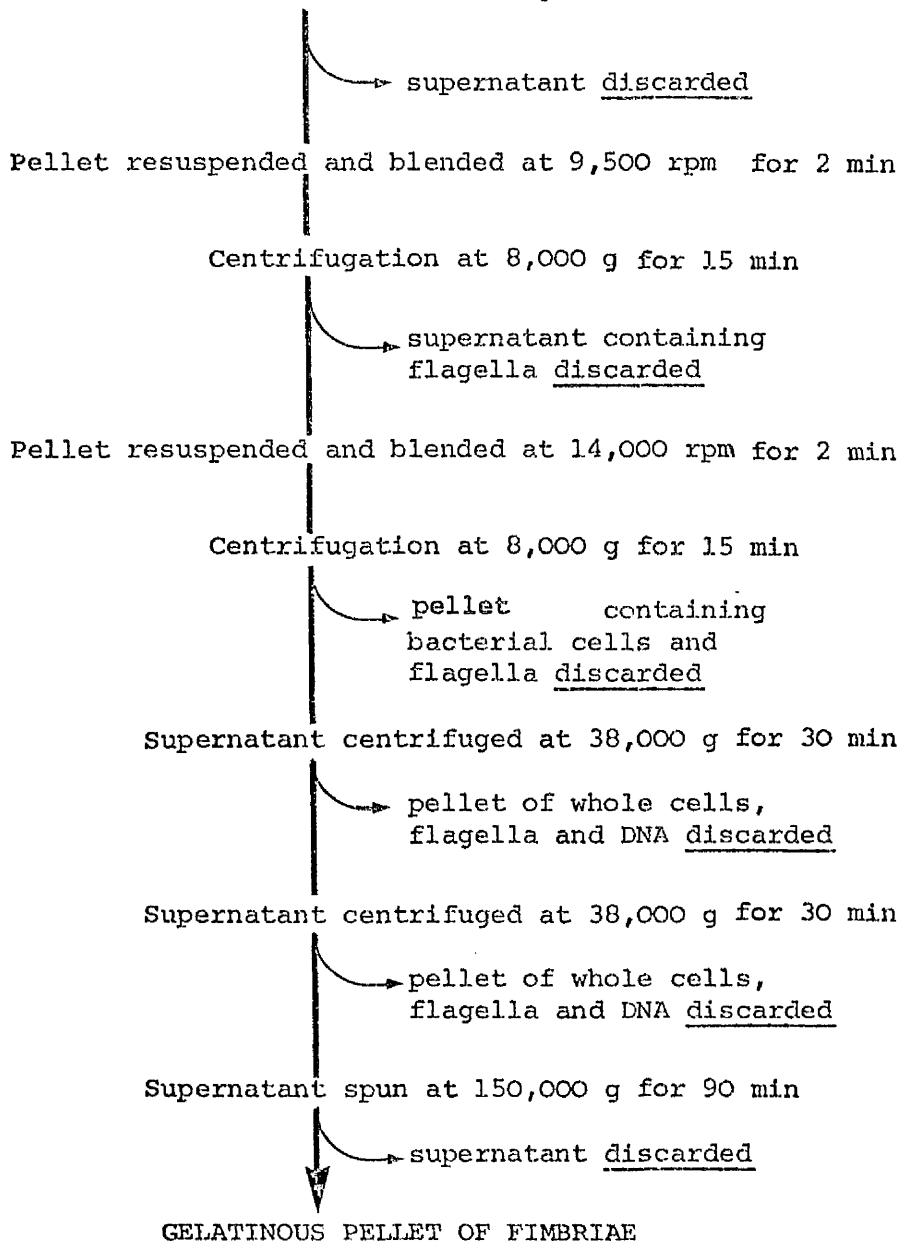 supernatant discarded
Pellet resuspended and blended at 9,500 rpm for 2 min
Centrifugation at 8,000 g for 15 min
supernatant containing
flagella discarded
Pellet resuspended and blended at 14,000 rpm for 2 min
Centrifugation at 8,000 g for 15 min
pellet containing
bacterial cells and
flagella discarded
Supernatant centrifuged at 38,000 g for 30 min
pellet of whole cells,
flagella and DNA discarded
Supernatant centrifuged at 38,000 g for 30 min
pellet of whole cells,
flagella and DNA discarded
Supernatant spun at 150,000 g for 90 min
supernatant discarded
GELATINOUS PELLET OF FIMBRIAE